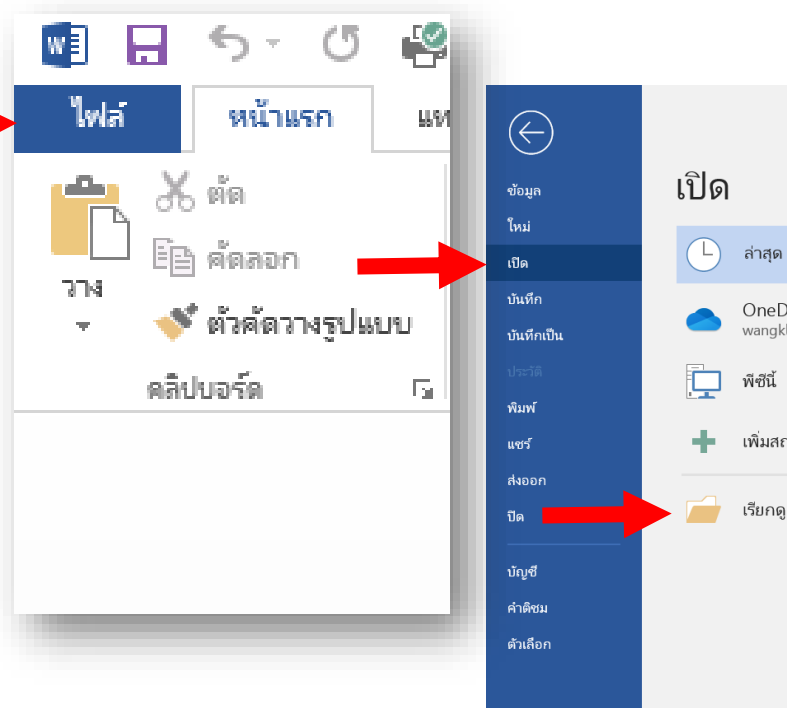 ไฟล์
หน้าแรก
แท
ตัด
คัดลอก
วาง
ตัวคัดวางรูปแบบ
คลิปบอร์ด
ข้อมูล
ใหม่
เปิด
บันทึก
บันทึกเป็น
ประวัติ
พิมพ์
แชร์
ส่งออก
ปิด
บัญชี
คำติชม
ตัวเลือก
เปิด
ล่าสุด
OneD
wangk
พีซีนี้
เพิ่มสถ
เรียกดู